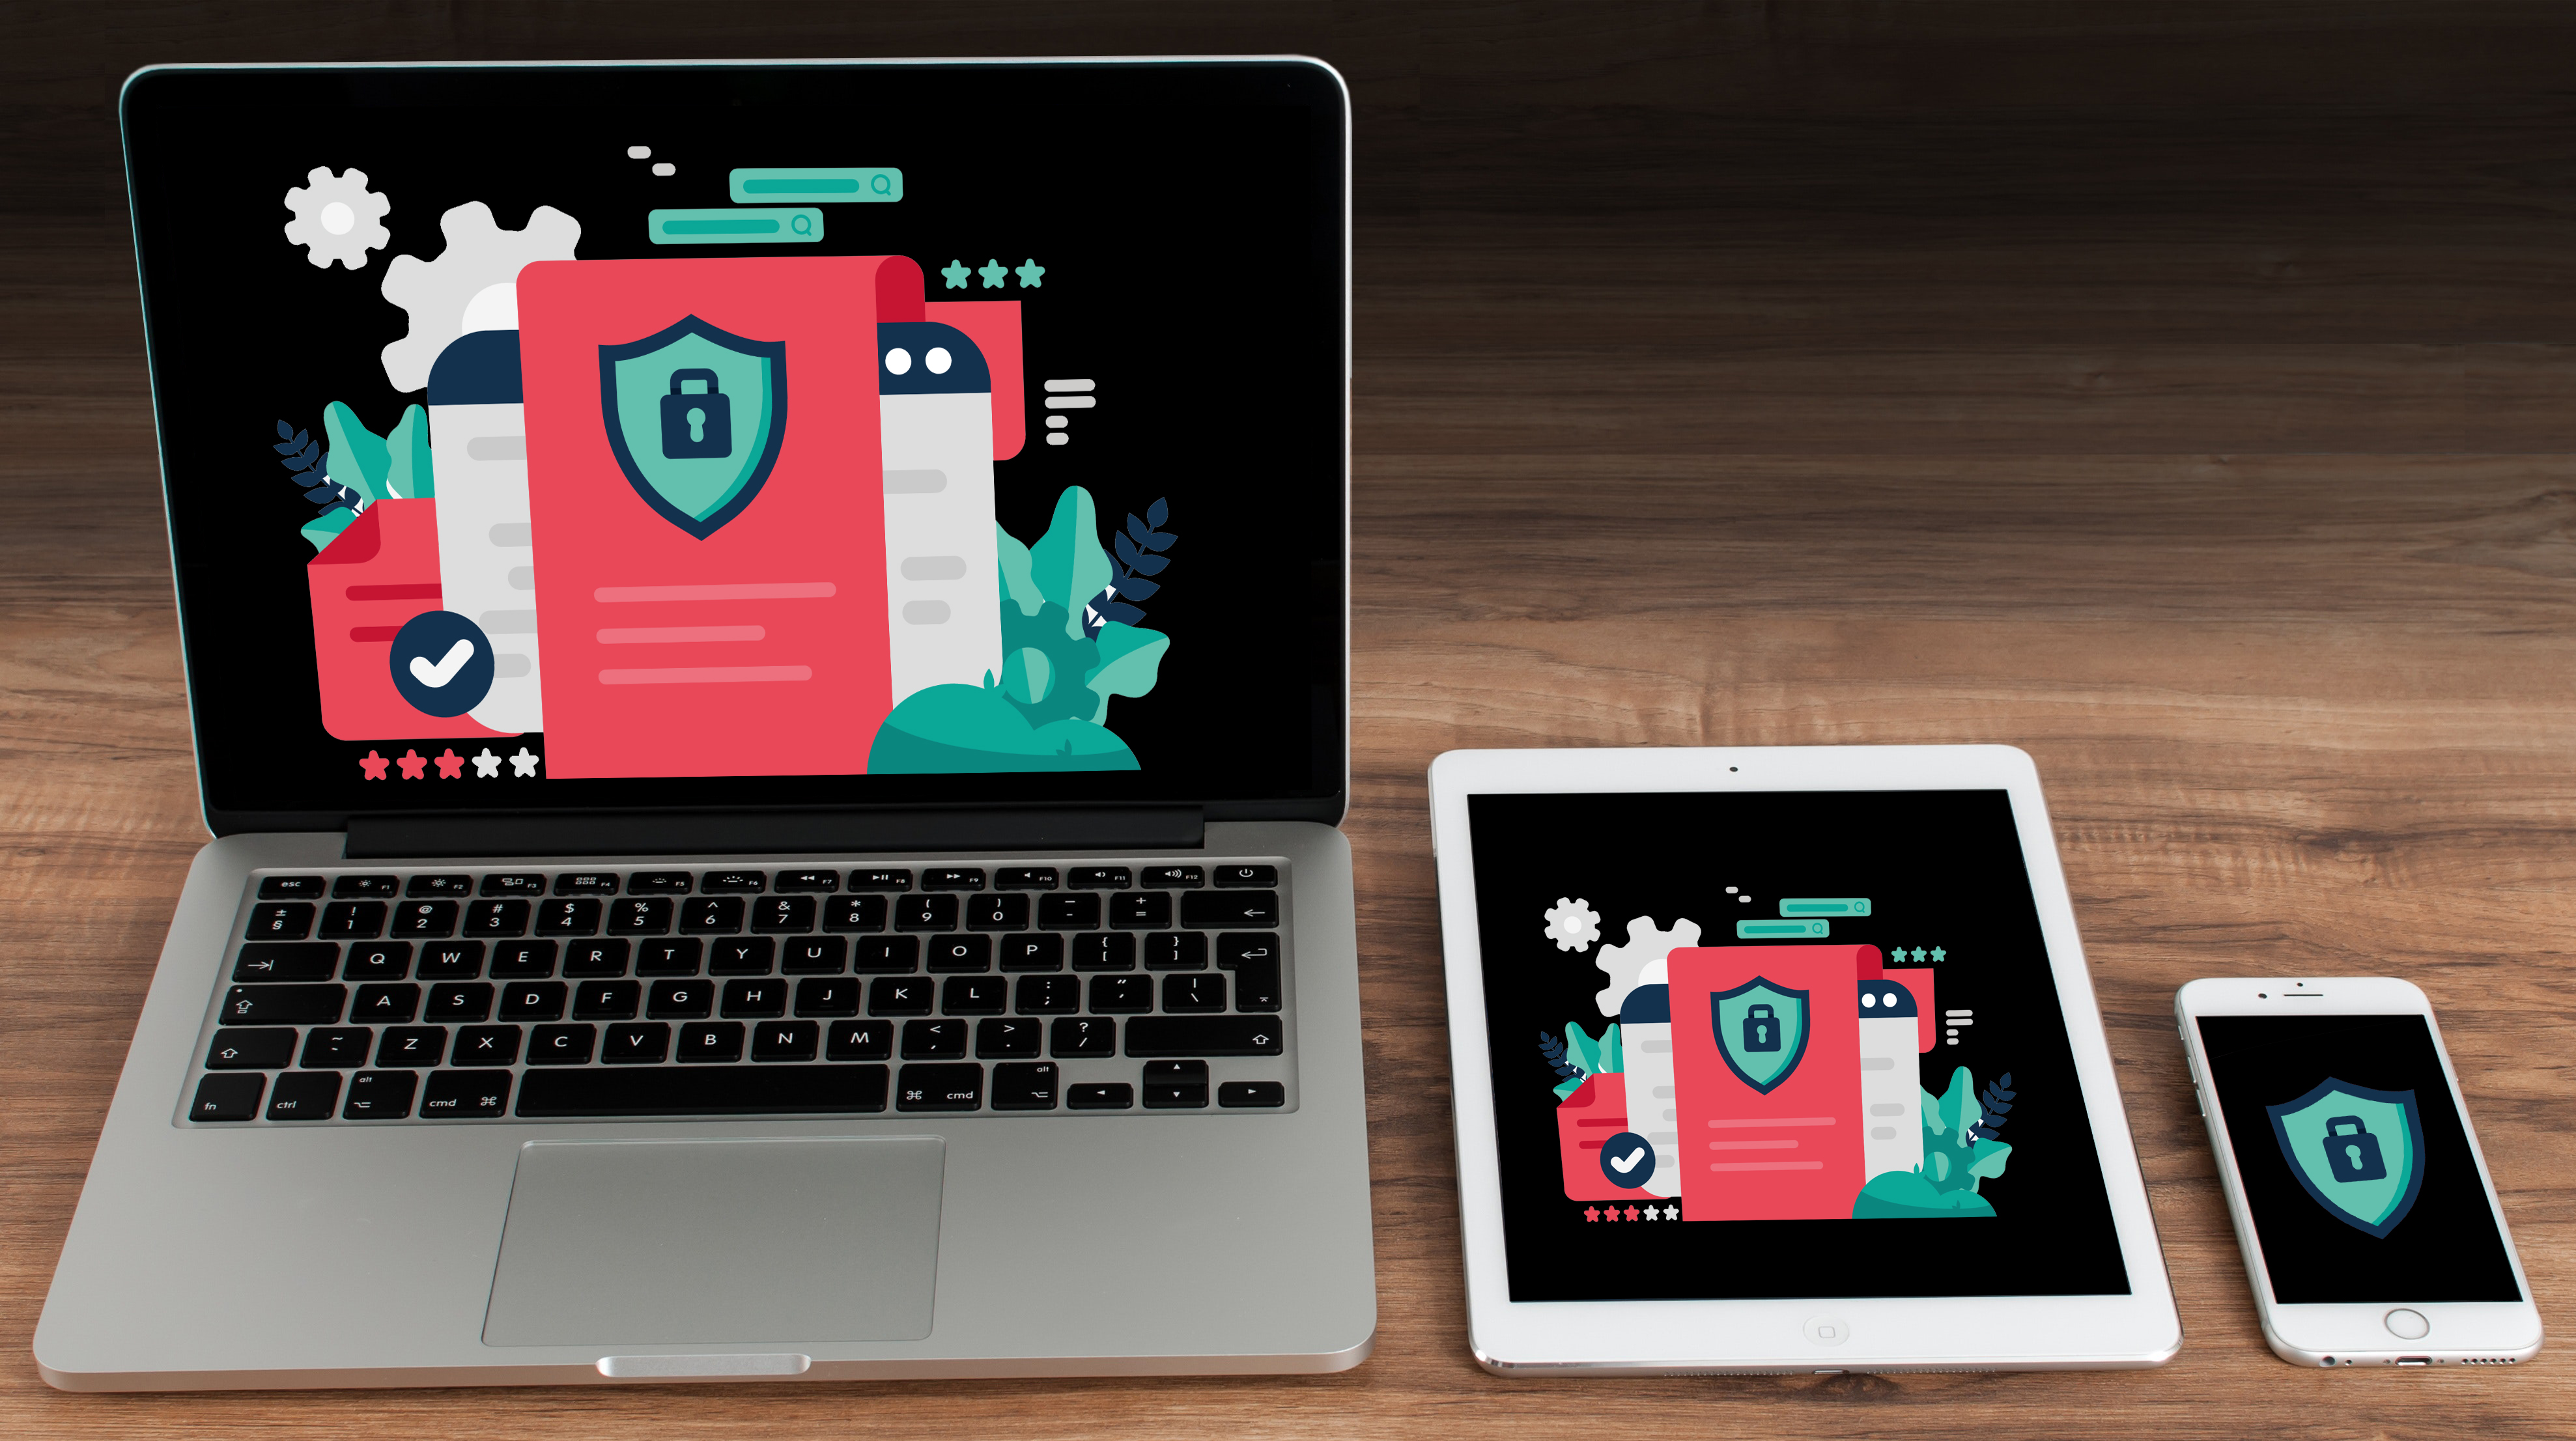 esc F1 F2 F3 F4 F5 F6 F7 F8 F9 F10 F11 F12
± ! @ # $ % ^ & * ( ) – +
§ 1 2 3 4 5 6 7 8 9 0 - =
Q W E R T Y U I O P { }
[ ]
A S D F G H J K L : " |
; ' \
~ Z X C V B N M < > ?
` , . /
alt alt
fn ctrl cmd ⌘ ⌘ cmd